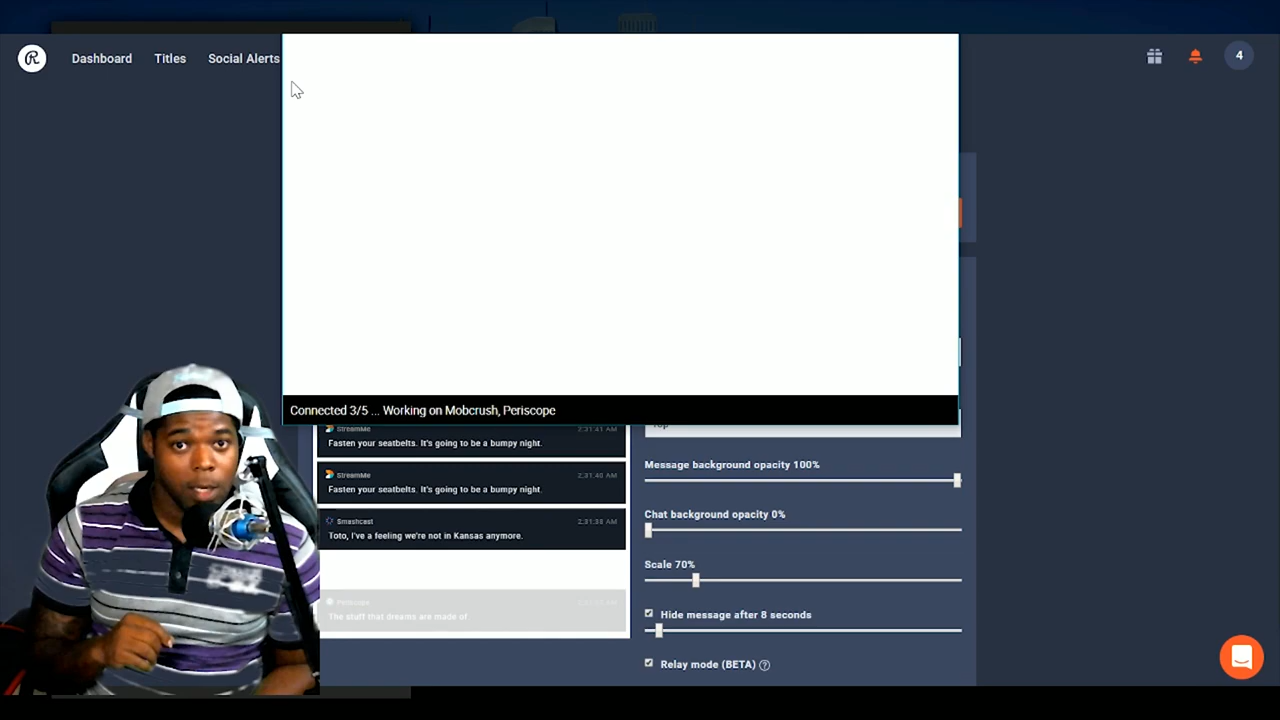 R
Dashboard Titles Social Alerts
4
Connected 3/5 ... Working on Mobcrush, Periscope
StreamMe 2:31:41 AM
Fasten your seatbelts. It's going to be a bumpy night.
StreamMe 2:31:40 AM
Fasten your seatbelts. It's going to be a bumpy night.
Smashcast 2:31:38 AM
Toto, I've a feeling we're not in Kansas anymore.
Periscope
The stuff that dreams are made of
Top
Message background opacity 100%
Chat background opacity 0%
Scale 70%
Hide message after 8 seconds
Relay mode (BETA) ?